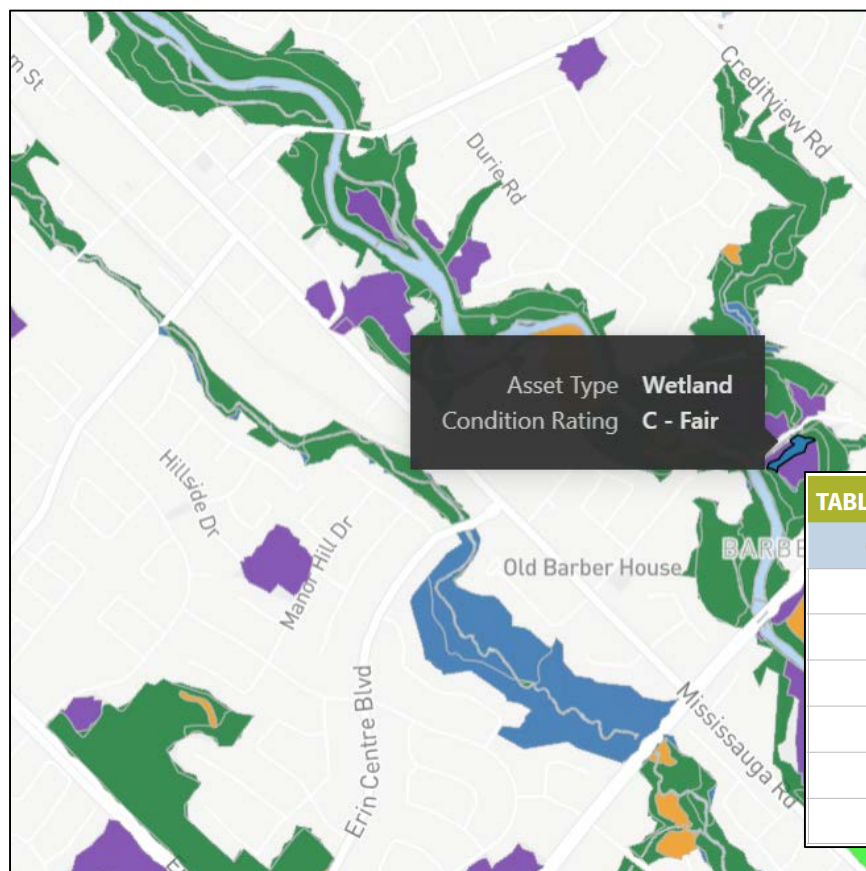 m St
Creditview Rd
Durie Rd
Asset Type Wetland
Condition Rating C - Fair
TABL
Hillside Dr
Manor Hill Dr
Old Barber House
BARBE
Erin Centre Blvd
Mississauga Rd
E